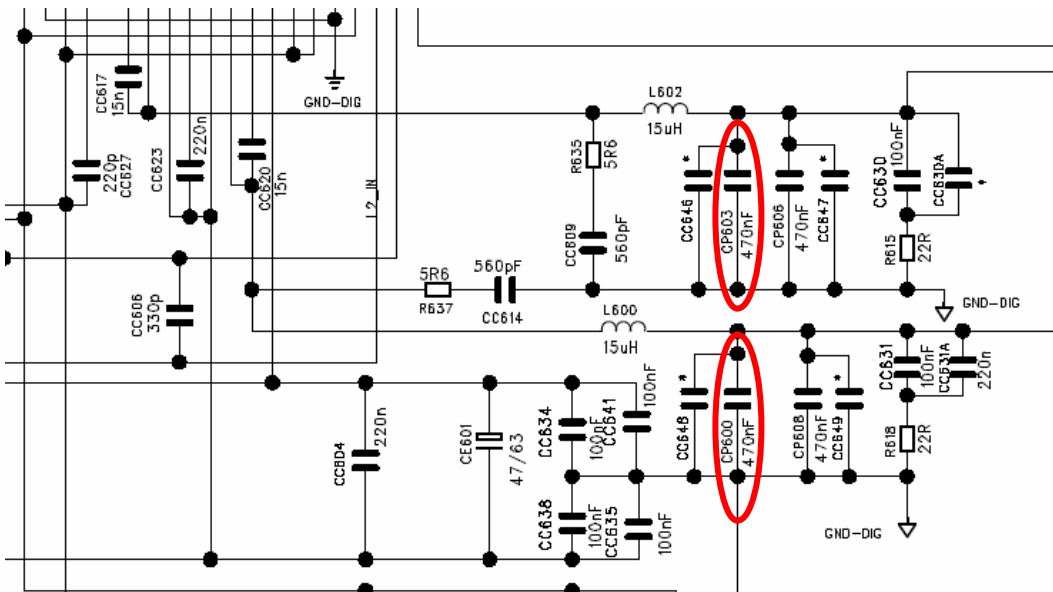 CC617
15n
GND-DIG
220p
CC627
CC623
220n
CC620
15n
L2_IN
L602
15uH
R635
5R6
CC609
560pF
CC646
*
CP603
470nF
CP606
470nF
CC647
*
CC630
100nF
CC630A
*
R615
22R
GND-DIG
CC606
330p
5R6
R637
560pF
CC614
L600
15uH
CC604
220n
CE601
47/63
CC634
100nF
CC641
100nF
CC638
100nF
CC635
100nF
CC648
*
CP600
470nF
CP608
470nF
CC649
*
CC631
100nF
CC631A
220n
R618
22R
GND-DIG